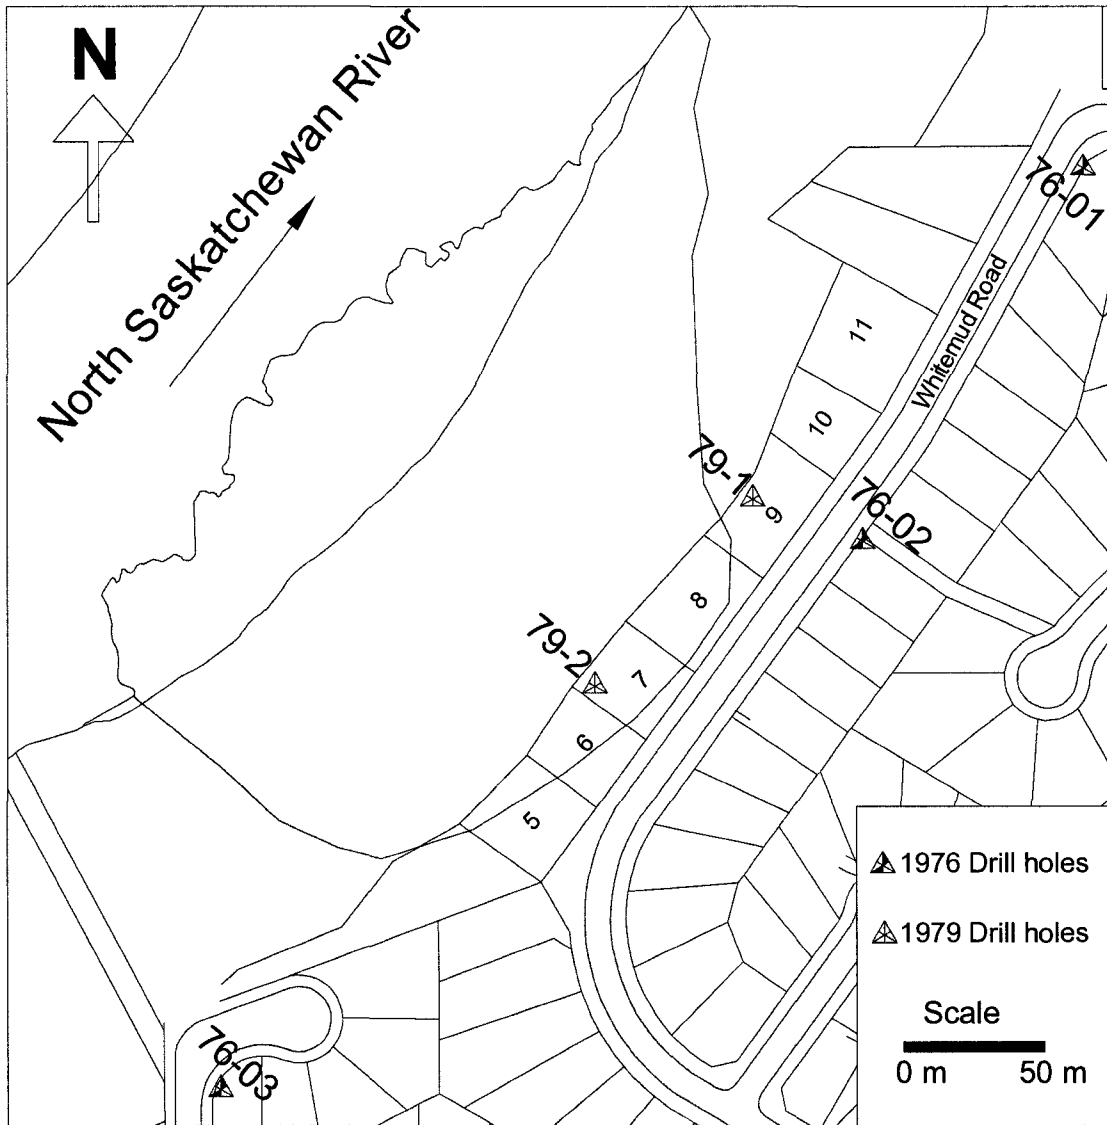 N
North Saskatchewan River
76-01
Whitemud Road
11
10
79-1
9
76-02
8
79-2
7
6
5
1976 Drill holes
1979 Drill holes
Scale
0 m 50 m
76-03